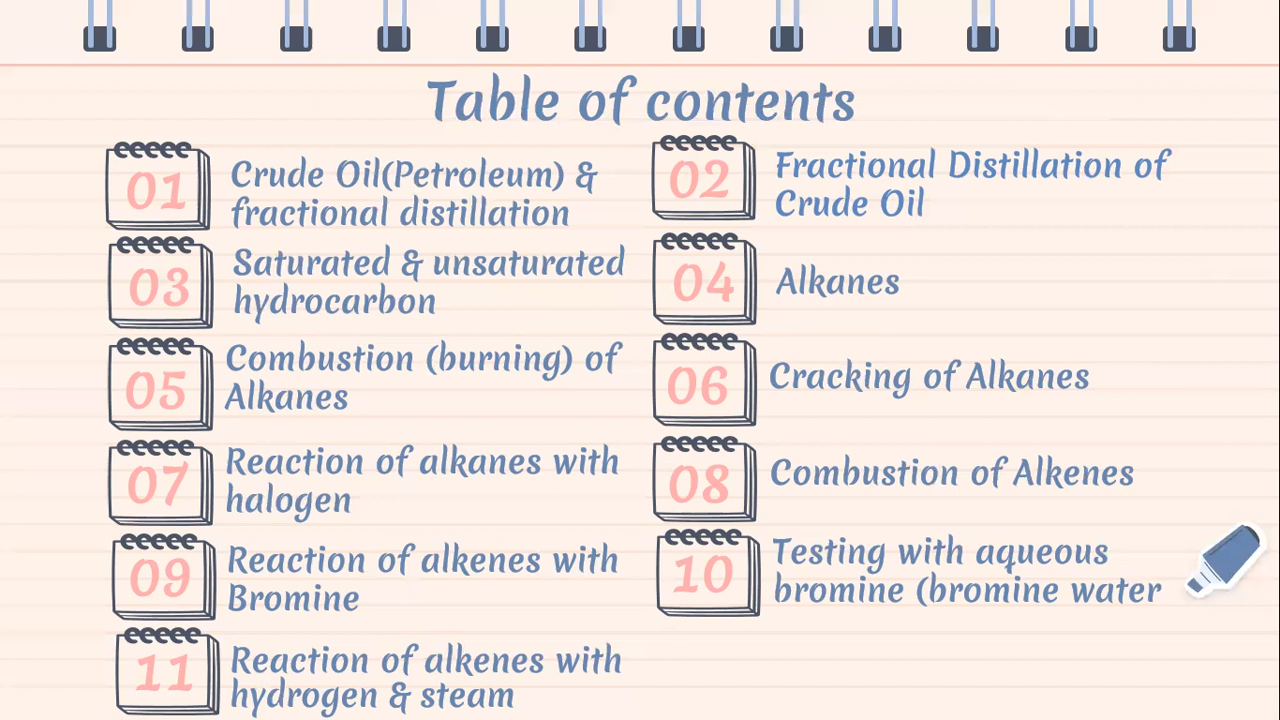 Table of contents
01
Crude Oil(Petroleum) &
fractional distillation
02
Fractional Distillation of
Crude Oil
03
Saturated & unsaturated
hydrocarbon
04
Alkanes
05
Combustion (burning) of
Alkanes
06
Cracking of Alkanes
07
Reaction of alkanes with
halogen
08
Combustion of Alkenes
09
Reaction of alkenes with
Bromine
10
Testing with aqueous
bromine (bromine water
11
Reaction of alkenes with
hydrogen & steam